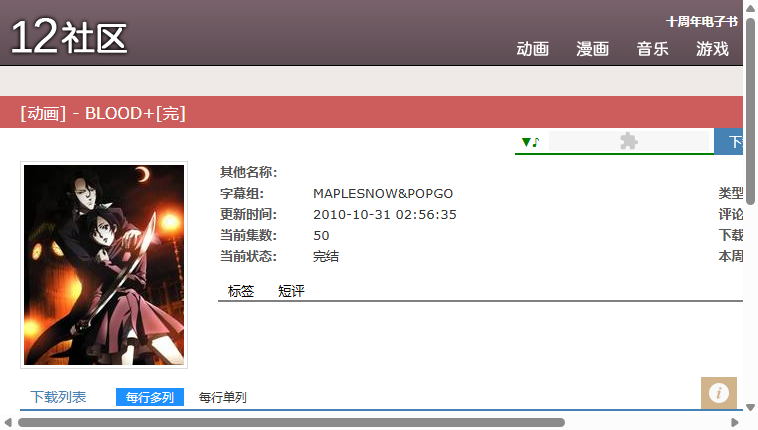 12社区
十周年电子书
动画 漫画 音乐 游戏
[动画] - BLOOD+[完]
▼♪
其他名称：
字幕组： MAPLESNOW&POPGO 类型
更新时间： 2010-10-31 02:56:35 评论
当前集数： 50 下载
当前状态： 完结 本周
标签 短评
下载列表 每行多列 每行单列